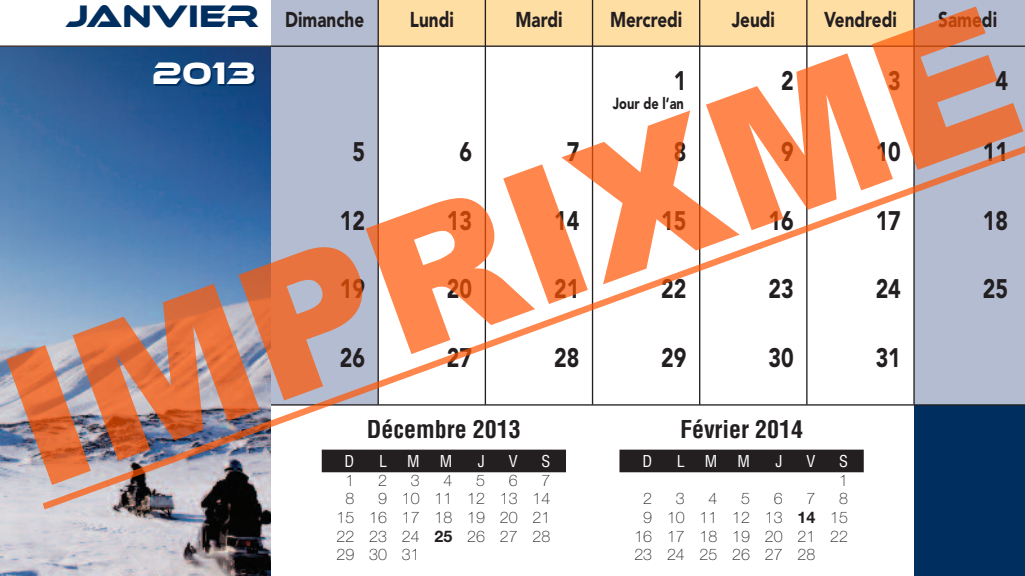 JANVIER
2013
Dimanche Lundi Mardi Mercredi Jeudi Vendredi Samedi
1 2 3 4
Jour de l'an
5 6 7 8 9 10 11
12 13 14 15 16 17 18
19 20 21 22 23 24 25
26 27 28 29 30 31
IMPRIXME
Décembre 2013
D L M M J V S
1 2 3 4 5 6 7
8 9 10 11 12 13 14
15 16 17 18 19 20 21
22 23 24 25 26 27 28
29 30 31
Février 2014
D L M M J V S
1
2 3 4 5 6 7 8
9 10 11 12 13 14 15
16 17 18 19 20 21 22
23 24 25 26 27 28